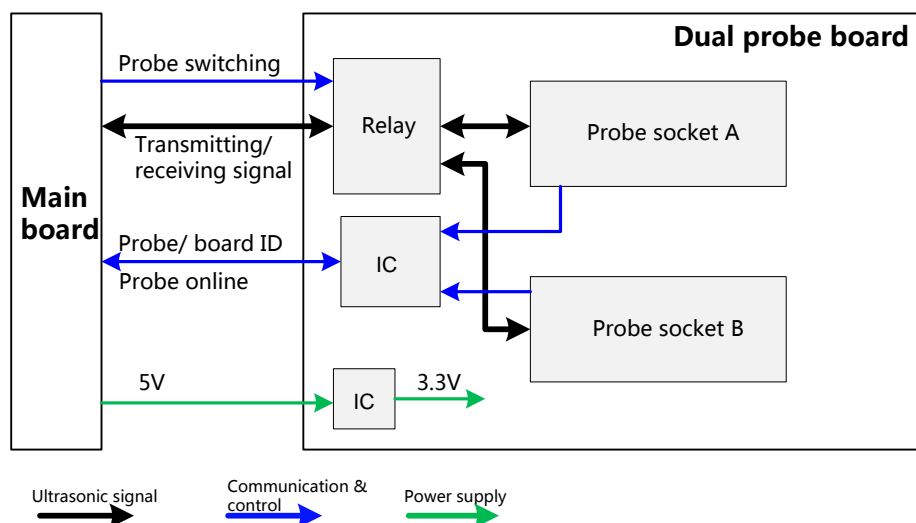 Dual probe board
Probe switching
Relay
Probe socket A
Transmitting/
receiving signal
Main
board
Probe/ board ID
IC
Probe online
Probe socket B
5V
IC
3.3V
Ultrasonic signal
Communication &
control
Power supply